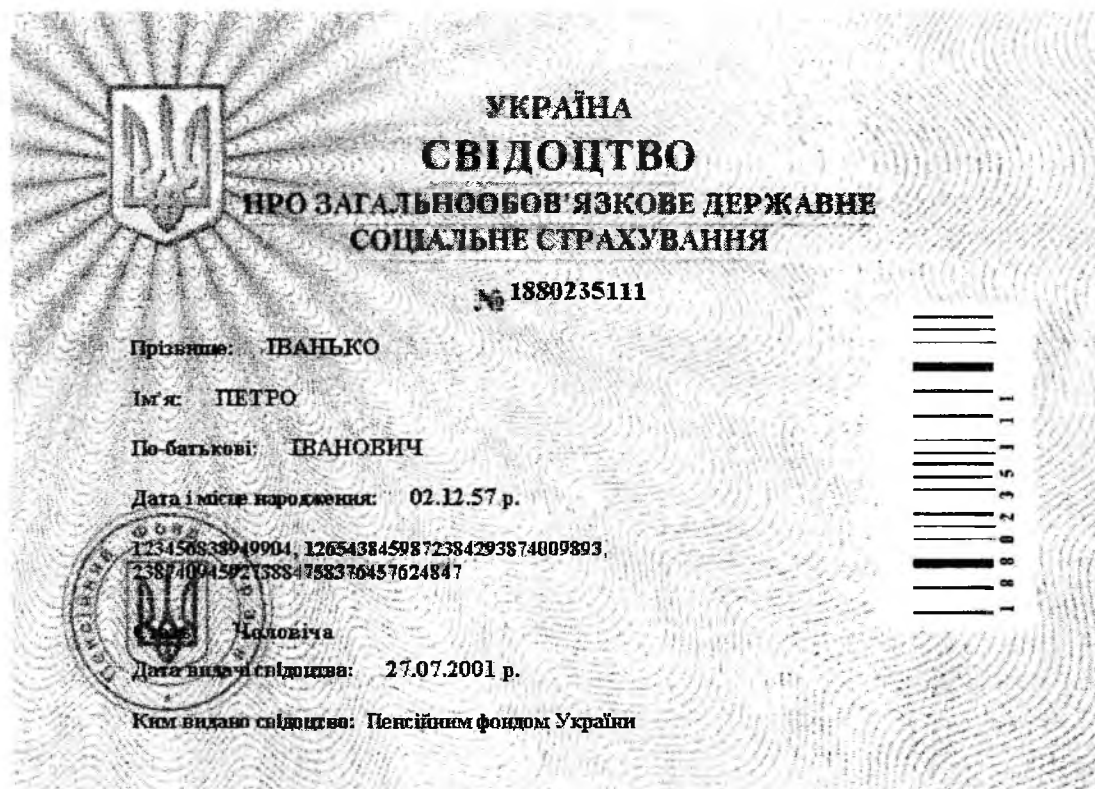 УКРАЇНА
СВІДОЦТВО
ПРО ЗАГАЛЬНООБОВ'ЯЗКОВЕ ДЕРЖАВНЕ
СОЦІАЛЬНЕ СТРАХУВАННЯ
№ 1880235111
Прізвище: ІВАНЬКО
Ім'я: ПЕТРО
По-батькові: ІВАНОВИЧ
Дата і місце народження: 02.12.57 р.
123456838949904, 1265438459872384293874009893,
Чоловіча
Дата видачі свідоцтва: 27.07.2001 р.
Ким видано свідоцтво: Пенсійним фондом України
1880235111